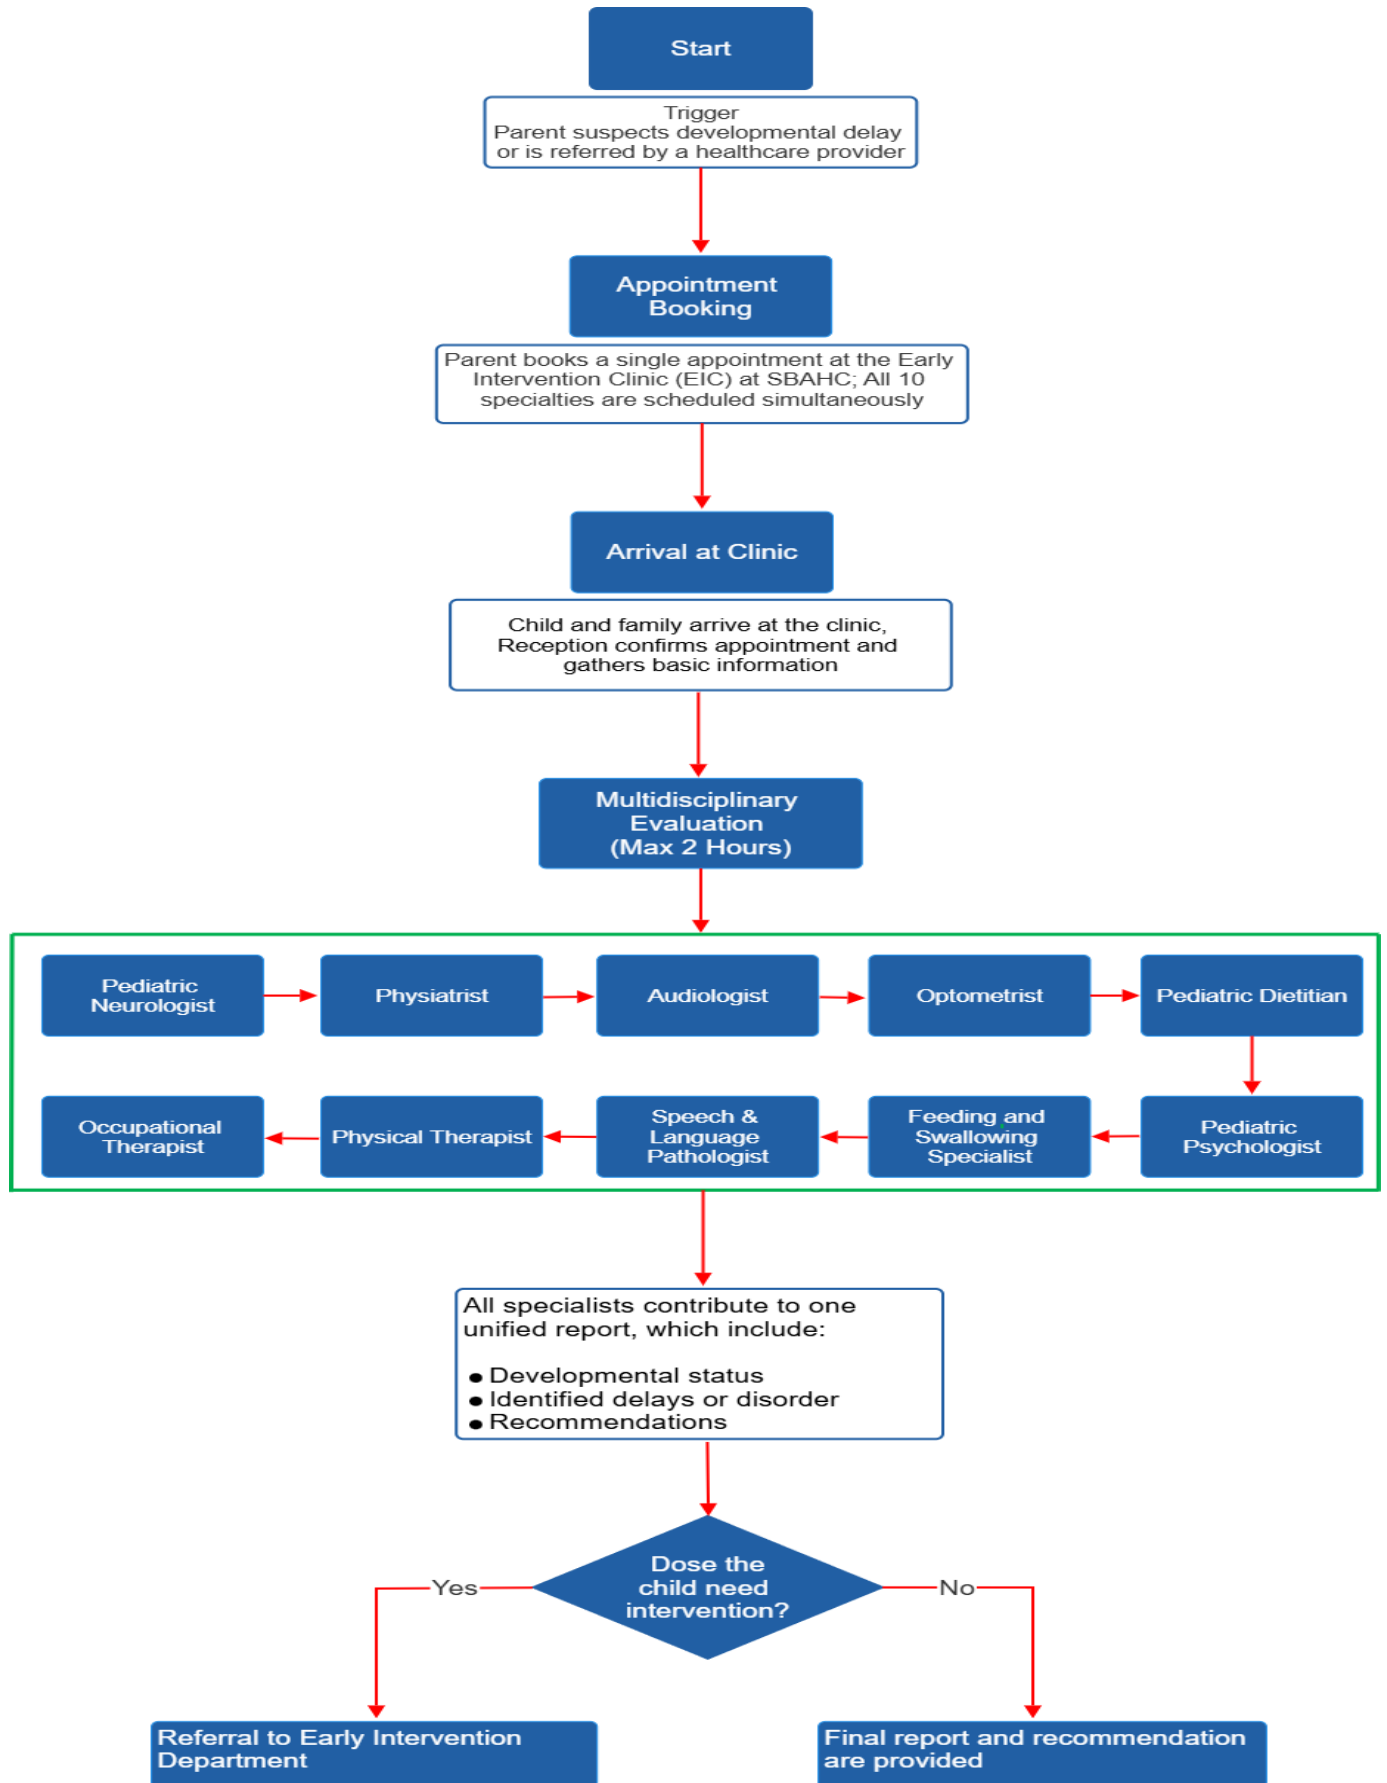 Start
Trigger
Parent suspects developmental delay
or is referred by a healthcare provider
Appointment
Booking
Parent books a single appointment at the Early
Intervention Clinic (EIC) at SBAHC; All 10
specialties are scheduled simultaneously
Arrival at Clinic
Child and family arrive at the clinic,
Reception confirms appointment and
gathers basic information
Multidisciplinary
Evaluation
(Max 2 Hours)
Pediatric
Neurologist
Physiatrist
Audiologist
Optometrist
Pediatric Dietitian
Occupational
Therapist
Physical Therapist
Speech &
Language
Pathologist
Feeding and
Swallowing
Specialist
Pediatric
Psychologist
All specialists contribute to one
unified report, which include:
● Developmental status
● Identified delays or disorder
● Recommendations
Dose the
child need
intervention?
Yes
No
Referral to Early Intervention
Department
Final report and recommendation
are provided